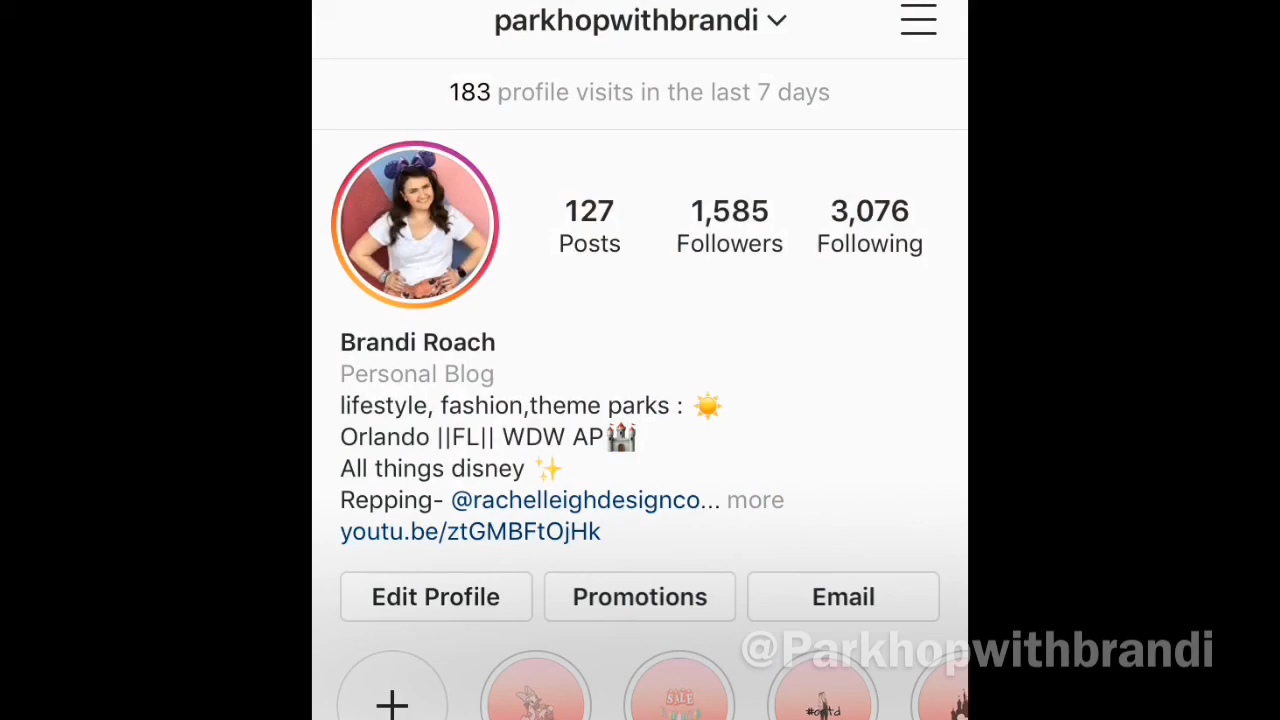 parkhopwithbrandi
183 profile visits in the last 7 days
127 1,585 3,076
Posts Followers Following
Brandi Roach
Personal Blog
lifestyle, fashion,theme parks : ☀️
Orlando ||FL|| WDW AP🏰
All things disney ✨
Repping- @rachelleighdesignco... more
youtu.be/ztGMBFtOjHk
Edit Profile Promotions Email
@Parkhopwithbrandi
SALE
#ootd